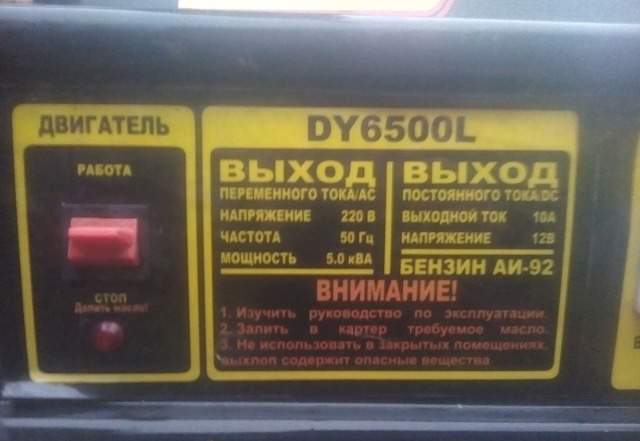 ДВИГАТЕЛЬ
РАБОТА
СТОП
Долить масло!
DY6500L
ВЫХОД
ПЕРЕМЕННОГО ТОКА/AC
НАПРЯЖЕНИЕ 220 В
ЧАСТОТА 50 Гц
МОЩНОСТЬ 5.0 кВА
ВЫХОД
ПОСТОЯННОГО ТОКА/DC
ВЫХОДНОЙ ТОК 10А
НАПРЯЖЕНИЕ 12В
БЕНЗИН АИ-92
ВНИМАНИЕ!
1. Изучить руководство по эксплуатации.
2. Залить в картер требуемое масло.
3. Не использовать в закрытых помещениях,
выхлоп содержит опасные вещества